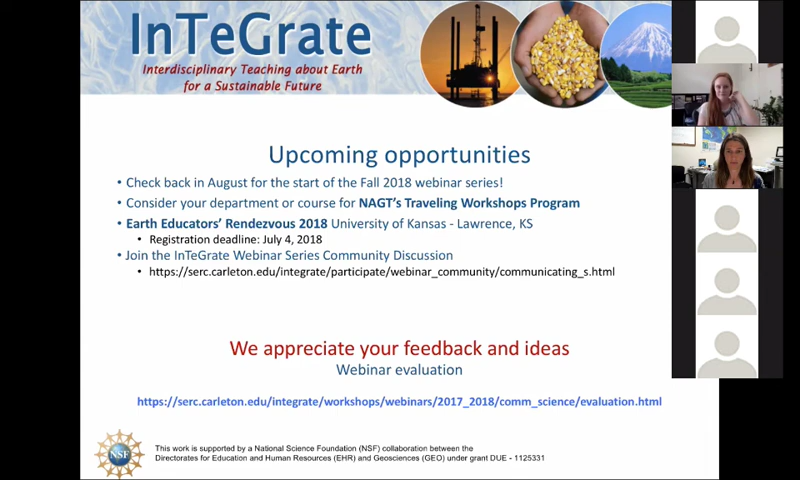 InTeGrate
Interdisciplinary Teaching about Earth
for a Sustainable Future
Upcoming opportunities
• Check back in August for the start of the Fall 2018 webinar series!
• Consider your department or course for NAGT's Traveling Workshops Program
• Earth Educators' Rendezvous 2018 University of Kansas - Lawrence, KS
• Registration deadline: July 4, 2018
• Join the InTeGrate Webinar Series Community Discussion
• https://serc.carleton.edu/integrate/participate/webinar_community/communicating_s.html
We appreciate your feedback and ideas
Webinar evaluation
https://serc.carleton.edu/integrate/workshops/webinars/2017_2018/comm_science/evaluation.html
NSF
This work is supported by a National Science Foundation (NSF) collaboration between the
Directorates for Education and Human Resources (EHR) and Geosciences (GEO) under grant DUE - 1125331